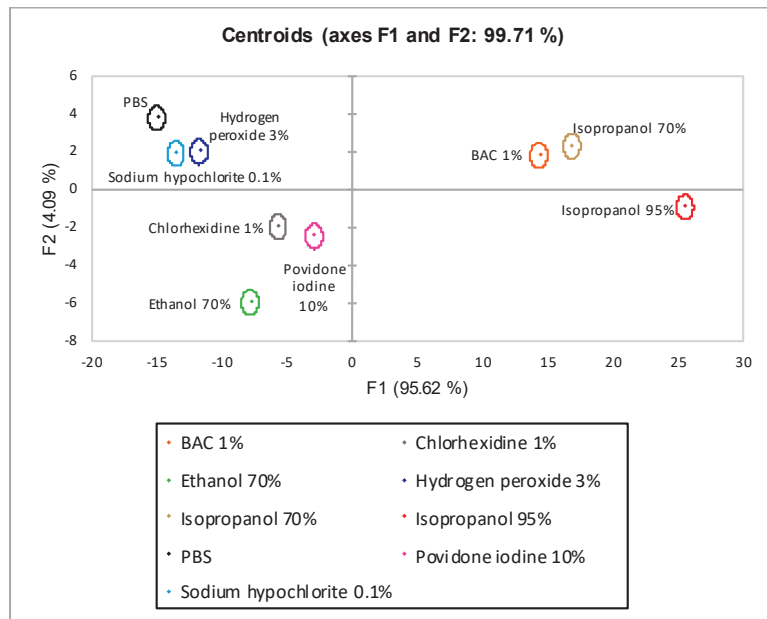 Centroids (axes F1 and F2: 99.71 %)
6
4
2
0
-2
-4
-6
-8
F2 (4.09 %)
PBS
Hydrogen
peroxide 3%
Sodium hypochlorite 0.1%
Isopropanol 70%
BAC 1%
Isopropanol 95%
Chlorhexidine 1%
Povidone
iodine
10%
Ethanol 70%
-20 -15 -10 -5 0 5 10 15 20 25 30
F1 (95.62 %)
BAC 1% Chlorhexidine 1%
Ethanol 70% Hydrogen peroxide 3%
Isopropanol 70% Isopropanol 95%
PBS Povidone iodine 10%
Sodium hypochlorite 0.1%